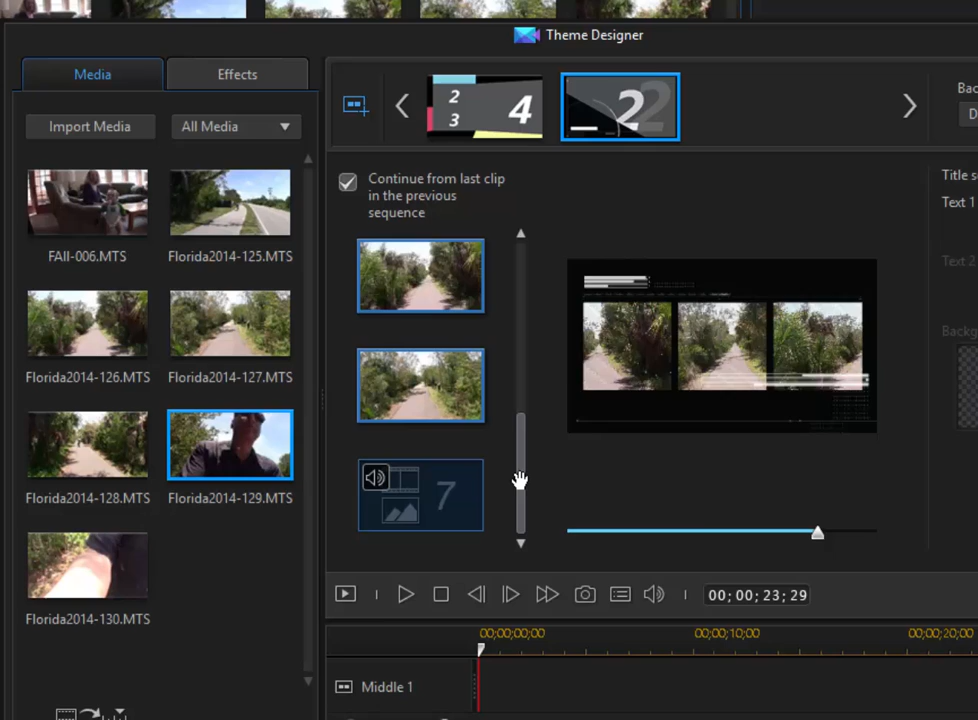 Theme Designer
Media
Effects
Import Media
All Media
2
3
4
2
2
Bac
D
Continue from last clip
in the previous
sequence
Title s
Text 1
Text 2
Backg
FAll-006.MTS
Florida2014-125.MTS
Florida2014-126.MTS
Florida2014-127.MTS
Florida2014-128.MTS
Florida2014-129.MTS
Florida2014-130.MTS
7
00; 00; 23; 29
00;00;00;00
00;00;10;00
00;00;20;00
Middle 1